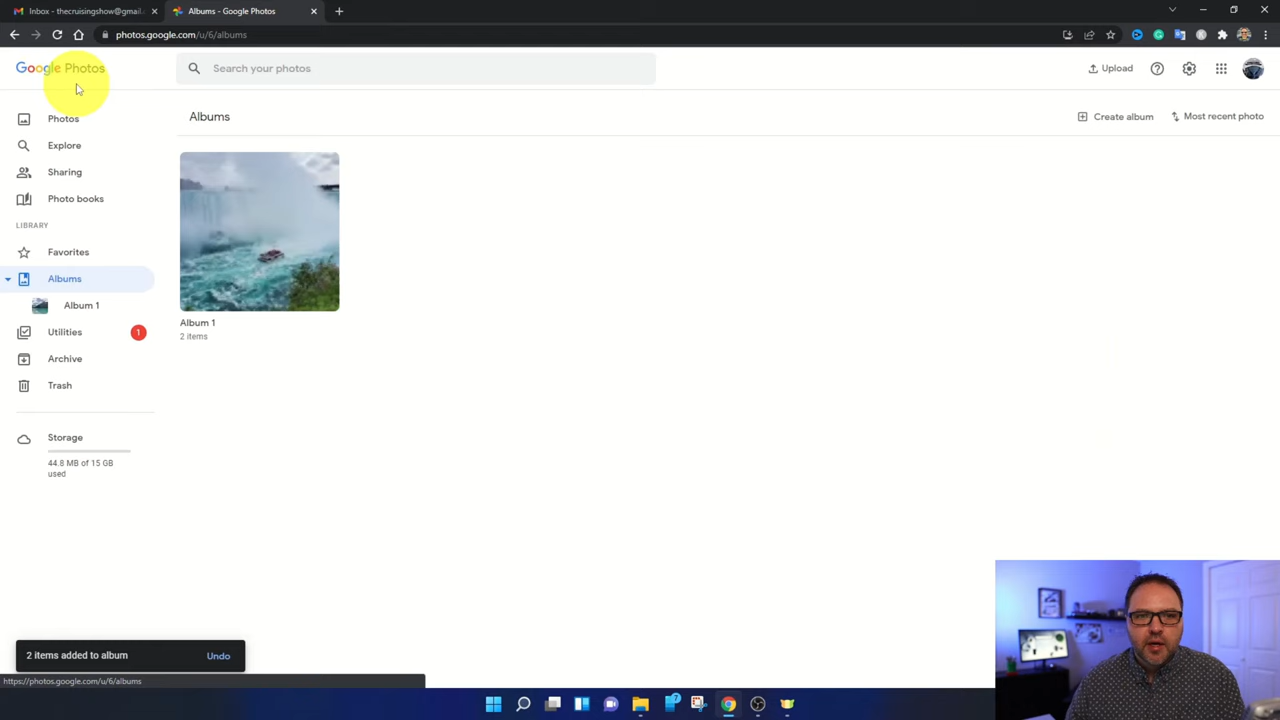 Inbox - thecruisingshow@gmail.
Albums - Google Photos
photos.google.com/u/6/albums
Google Photos
Search your photos
Upload
Photos
Explore
Sharing
Photo books
LIBRARY
Favorites
Albums
Album 1
Utilities
1
Archive
Trash
Storage
44.8 MB of 15 GB
used
Albums
Create album
Most recent photo
Album 1
2 items
2 items added to album
Undo
https://photos.google.com/u/6/albums
7